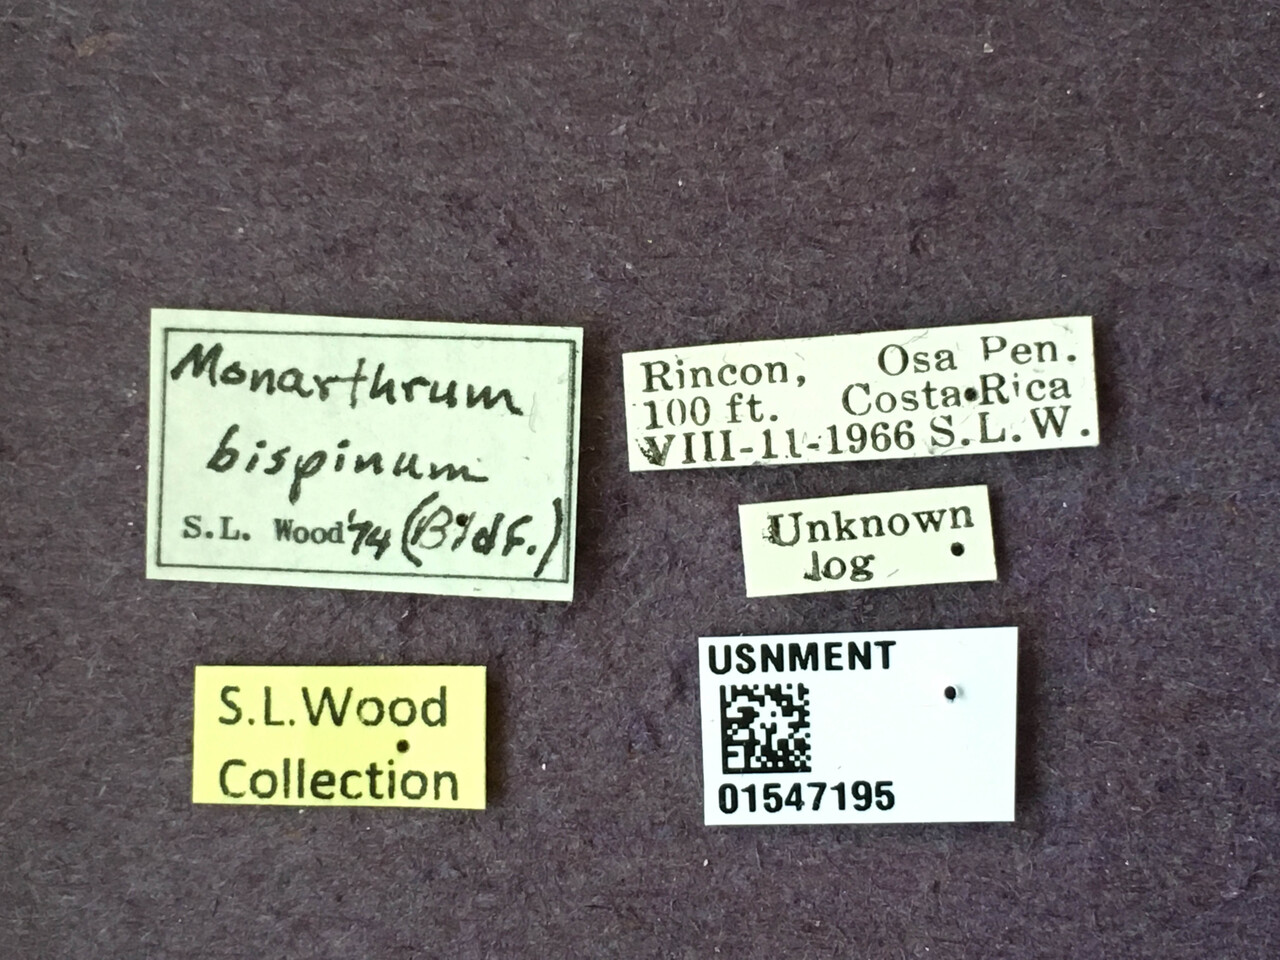 Monarthrum
bispinum
S.L. Wood '74 (Bldf.)
Rincon, Osa Pen.
100 ft. Costa Rica
VIII-11-1966 S.L.W.
Unknown
log
S.L.Wood
Collection
USNMENT
01547195